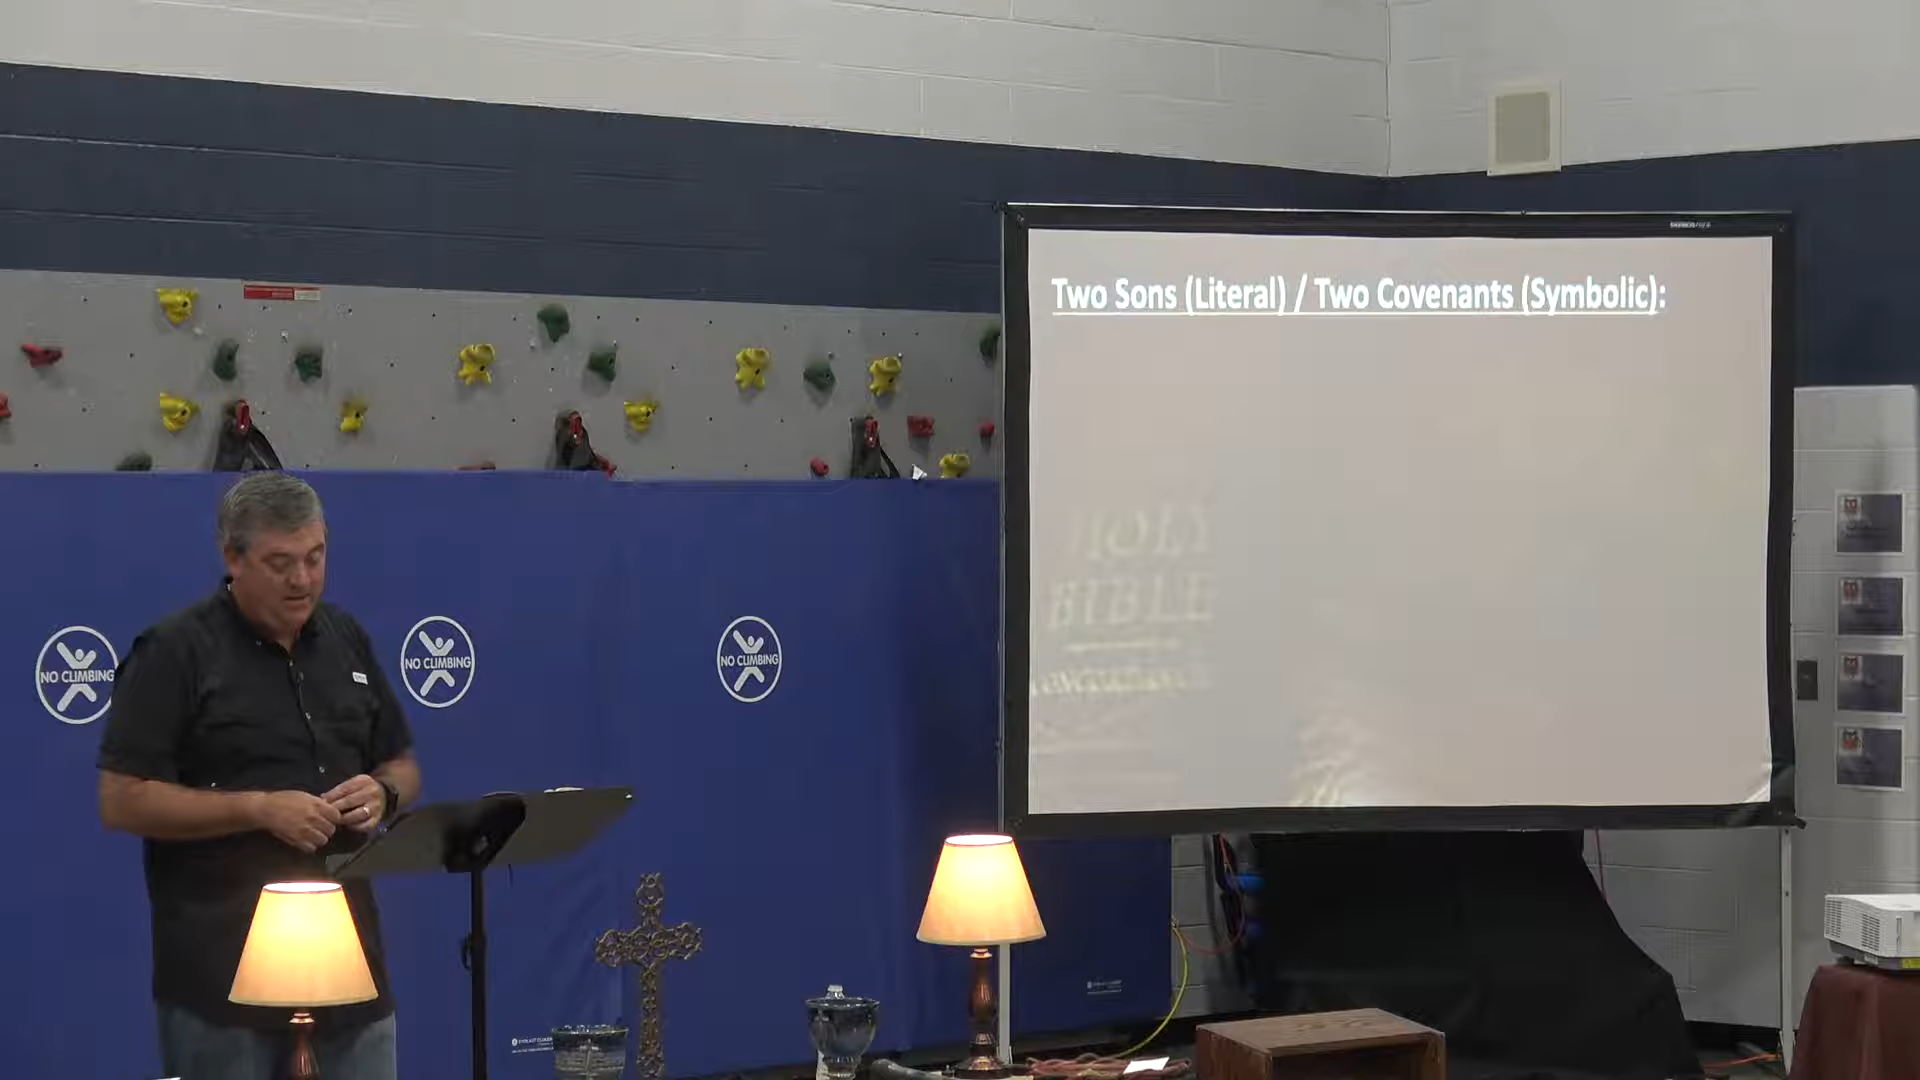 Two Sons (Literal) / Two Covenants (Symbolic):
HOLY
BIBLE
NO CLIMBING
NO CLIMBING
NO CLIMBING